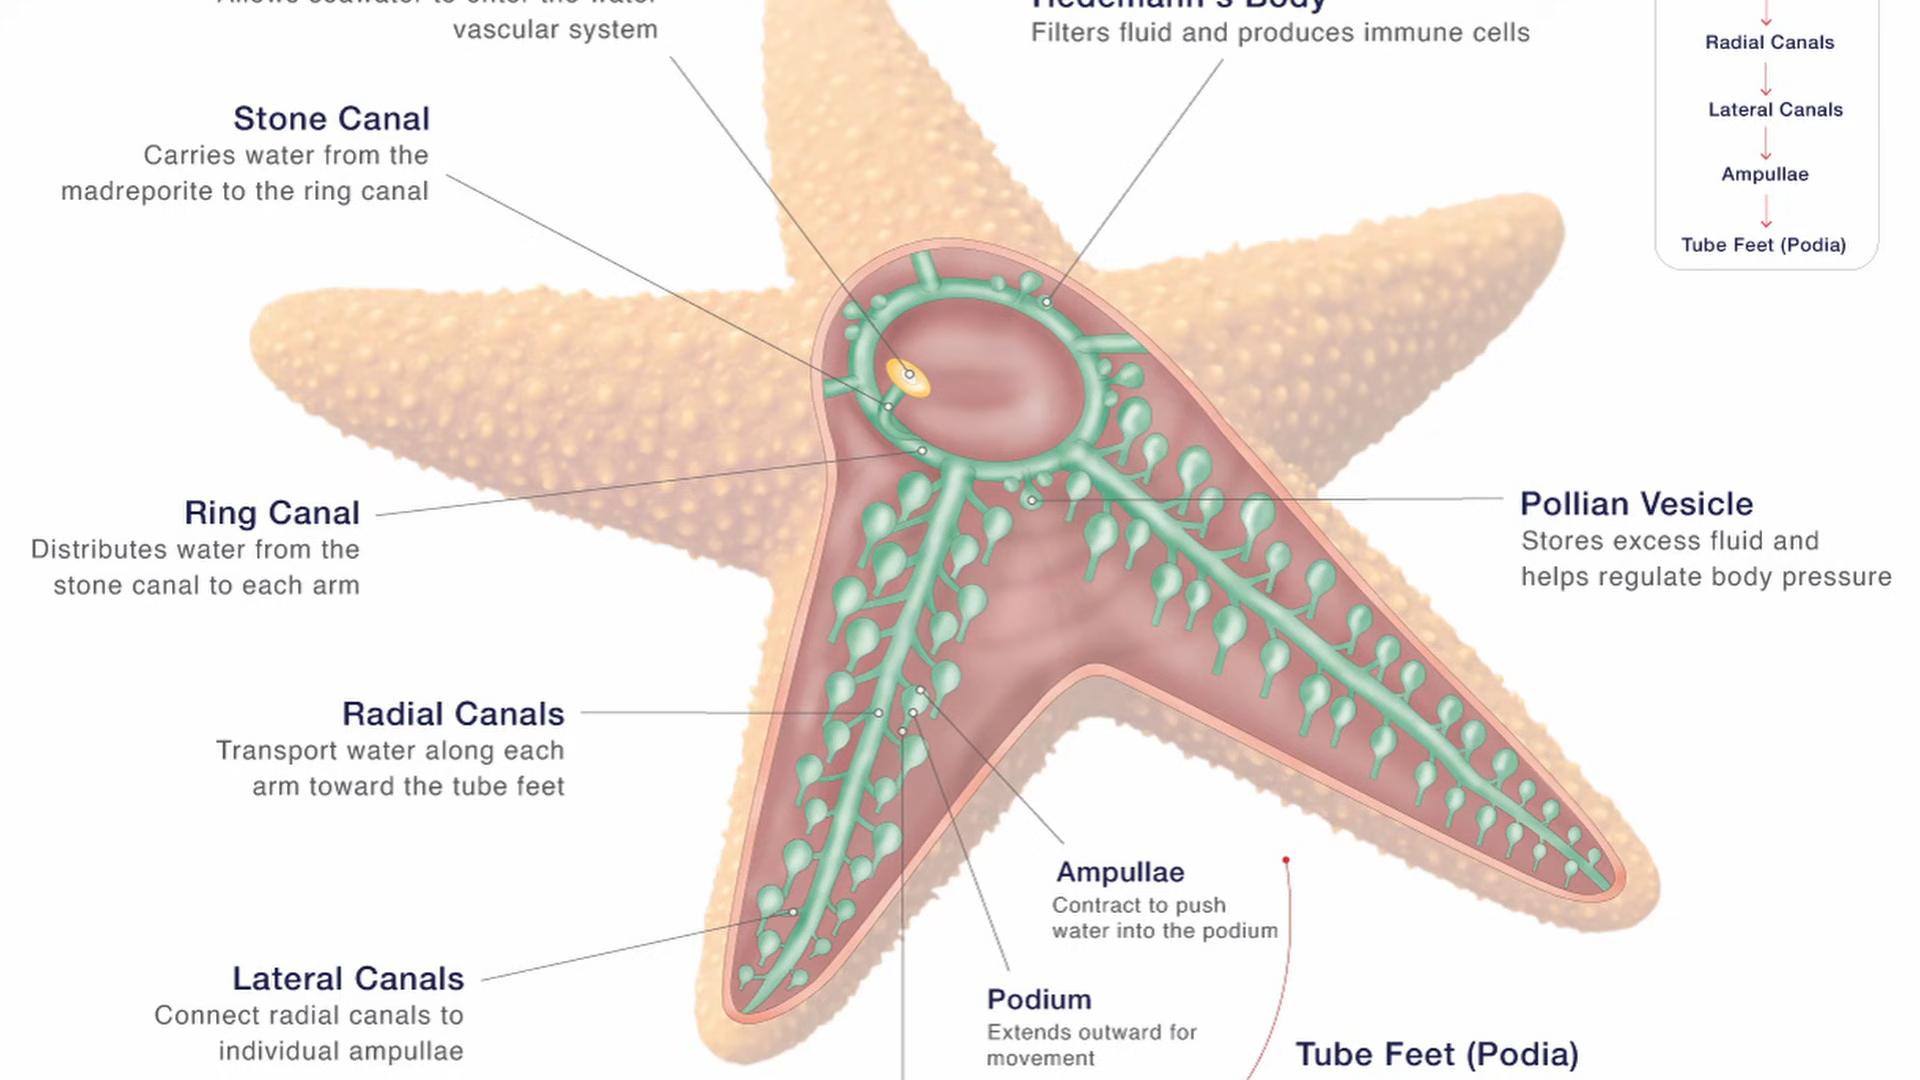 vascular system
Body
Filters fluid and produces immune cells
Stone Canal
Carries water from the
madreporite to the ring canal
Ring Canal
Distributes water from the
stone canal to each arm
Radial Canals
Transport water along each
arm toward the tube feet
Lateral Canals
Connect radial canals to
individual ampullae
Pollian Vesicle
Stores excess fluid and
helps regulate body pressure
Ampullae
Contract to push
water into the podium
Podium
Extends outward for
movement
Tube Feet (Podia)
Radial Canals
Lateral Canals
Ampullae
Tube Feet (Podia)